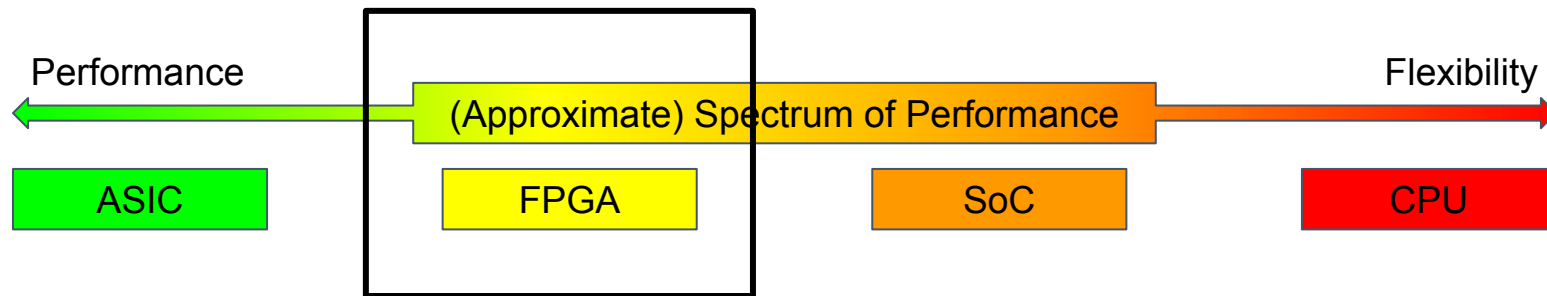 Performance
Flexibility
(Approximate) Spectrum of Performance
ASIC
FPGA
SoC
CPU